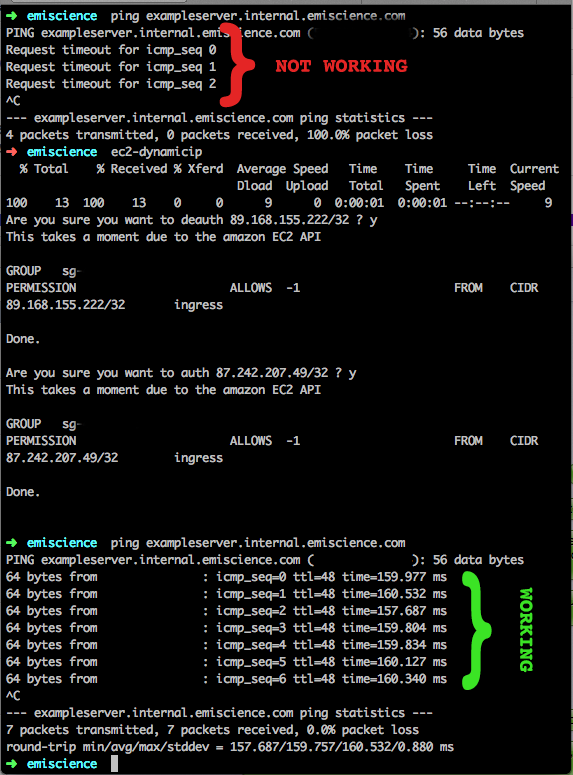 ➜ emiscience ping exampleserver.internal.emiscience.com
PING exampleserver.internal.emiscience.com ( ): 56 data bytes
Request timeout for icmp_seq 0
Request timeout for icmp_seq 1
Request timeout for icmp_seq 2
NOT WORKING
^C
--- exampleserver.internal.emiscience.com ping statistics ---
4 packets transmitted, 0 packets received, 100.0% packet loss
➜ emiscience ec2-dynamicip
% Total % Received % Xferd Average Speed Time Time Time Current
Dload Upload Total Spent Left Speed
100 13 100 13 0 0 9 0 0:00:01 0:00:01 --:--:-- 9
Are you sure you want to deauth 89.168.155.222/32 ? y
This takes a moment due to the amazon EC2 API
GROUP sg-
PERMISSION ALLOWS -1 FROM CIDR
89.168.155.222/32 ingress
Done.
Are you sure you want to auth 87.242.207.49/32 ? y
This takes a moment due to the amazon EC2 API
GROUP sg-
PERMISSION ALLOWS -1 FROM CIDR
87.242.207.49/32 ingress
Done.
➜ emiscience ping exampleserver.internal.emiscience.com
PING exampleserver.internal.emiscience.com ( ): 56 data bytes
64 bytes from : icmp_seq=0 ttl=48 time=159.977 ms
64 bytes from : icmp_seq=1 ttl=48 time=160.532 ms
64 bytes from : icmp_seq=2 ttl=48 time=157.687 ms
64 bytes from : icmp_seq=3 ttl=48 time=159.804 ms
64 bytes from : icmp_seq=4 ttl=48 time=159.834 ms
64 bytes from : icmp_seq=5 ttl=48 time=160.127 ms
64 bytes from : icmp_seq=6 ttl=48 time=160.340 ms
WORKING
^C
--- exampleserver.internal.emiscience.com ping statistics ---
7 packets transmitted, 7 packets received, 0.0% packet loss
round-trip min/avg/max/stddev = 157.687/159.757/160.532/0.880 ms
➜ emiscience